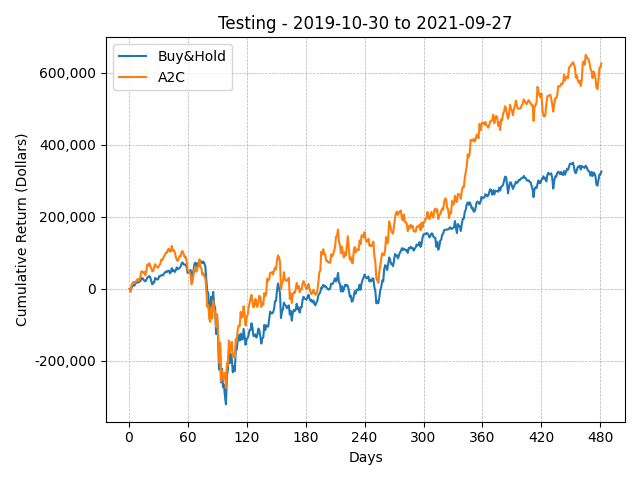 Testing - 2019-10-30 to 2021-09-27
Buy&Hold
A2C
Cumulative Return (Dollars)
600,000
400,000
200,000
0
-200,000
0 60 120 180 240 300 360 420 480
Days